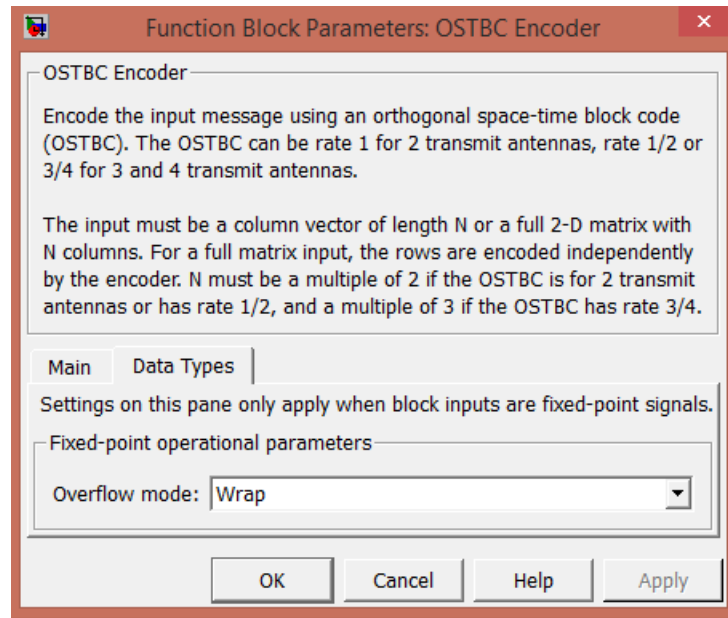 Function Block Parameters: OSTBC Encoder
OSTBC Encoder
Encode the input message using an orthogonal space-time block code
(OSTBC). The OSTBC can be rate 1 for 2 transmit antennas, rate 1/2 or
3/4 for 3 and 4 transmit antennas.
The input must be a column vector of length N or a full 2-D matrix with
N columns. For a full matrix input, the rows are encoded independently
by the encoder. N must be a multiple of 2 if the OSTBC is for 2 transmit
antennas or has rate 1/2, and a multiple of 3 if the OSTBC has rate 3/4.
Main Data Types
Settings on this pane only apply when block inputs are fixed-point signals.
Fixed-point operational parameters
Overflow mode: Wrap
OK Cancel Help Apply